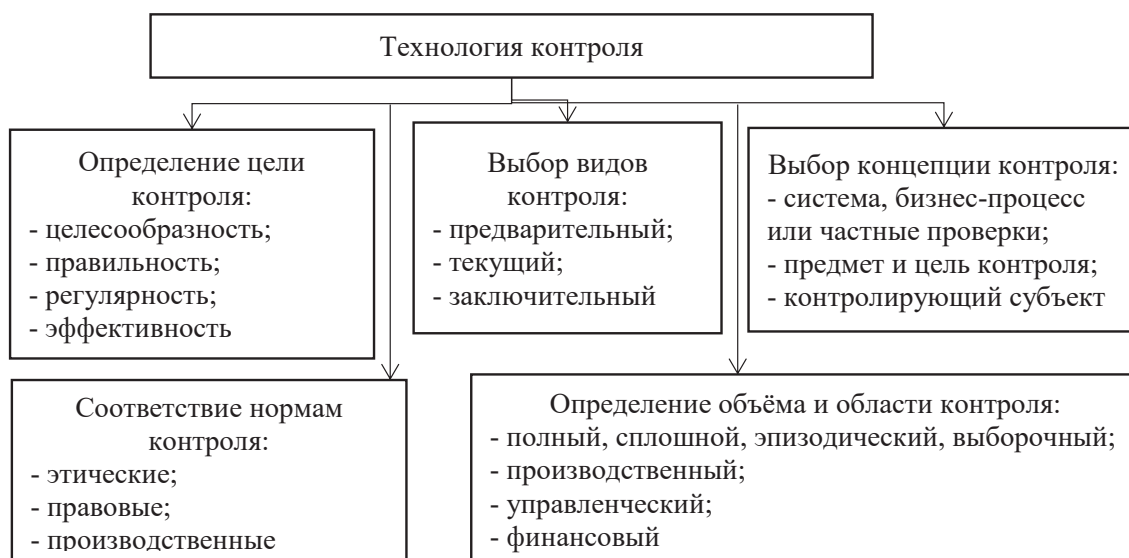 Технология контроля
Определение цели
контроля:
- целесообразность;
- правильность;
- регулярность;
- эффективность
Выбор видов
контроля:
- предварительный;
- текущий;
- заключительный
Выбор концепции контроля:
- система, бизнес-процесс
или частные проверки;
- предмет и цель контроля;
- контролирующий субъект
Соответствие нормам
контроля:
- этические;
- правовые;
- производственные
Определение объёма и области контроля:
- полный, сплошной, эпизодический, выборочный;
- производственный;
- управленческий;
- финансовый